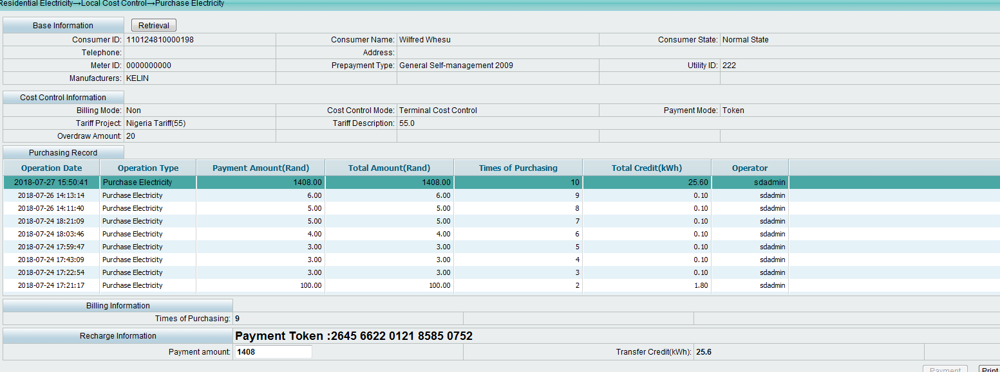 Residential Electricity→Local Cost Control→Purchase Electricity
Base Information Retrieval
Consumer ID: 110124810000198 Consumer Name: Wilfred Whesu Consumer State: Normal State
Telephone: Address:
Meter ID: 0000000000 Prepayment Type: General Self-management 2009 Utility ID: 222
Manufacturers: KELIN
Cost Control Information
Billing Mode: Non Cost Control Mode: Terminal Cost Control Payment Mode: Token
Tariff Project: Nigeria Tariff(55) Tariff Description: 55.0
Overdraw Amount: 20
Purchasing Record
Operation Date Operation Type Payment Amount(Rand) Total Amount(Rand) Times of Purchasing Total Credit(kWh) Operator
2018-07-27 15:50:41 Purchase Electricity 1408.00 1408.00 10 25.60 sdadmin
2018-07-26 14:13:14 Purchase Electricity 6.00 6.00 9 0.10 sdadmin
2018-07-26 14:11:40 Purchase Electricity 5.00 5.00 8 0.10 sdadmin
2018-07-24 18:21:09 Purchase Electricity 5.00 5.00 7 0.10 sdadmin
2018-07-24 18:03:46 Purchase Electricity 4.00 4.00 6 0.10 sdadmin
2018-07-24 17:59:47 Purchase Electricity 3.00 3.00 5 0.10 sdadmin
2018-07-24 17:43:09 Purchase Electricity 3.00 3.00 4 0.10 sdadmin
2018-07-24 17:22:54 Purchase Electricity 3.00 3.00 3 0.10 sdadmin
2018-07-24 17:21:17 Purchase Electricity 100.00 100.00 2 1.80 sdadmin
Billing Information
Times of Purchasing: 9
Recharge Information Payment Token :2645 6622 0121 8585 0752
Payment amount: 1408 Transfer Credit(kWh): 25.6
Payment Print